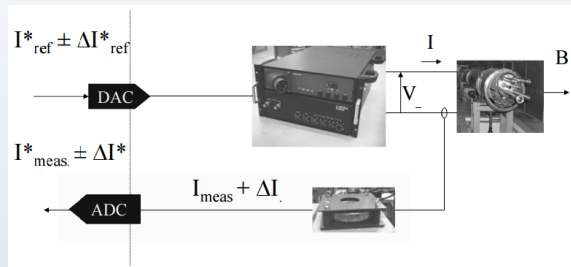 I*ref ± ΔI*ref
I
B
DAC
V
I*meas. ± ΔI*
Imeas + ΔI.
ADC